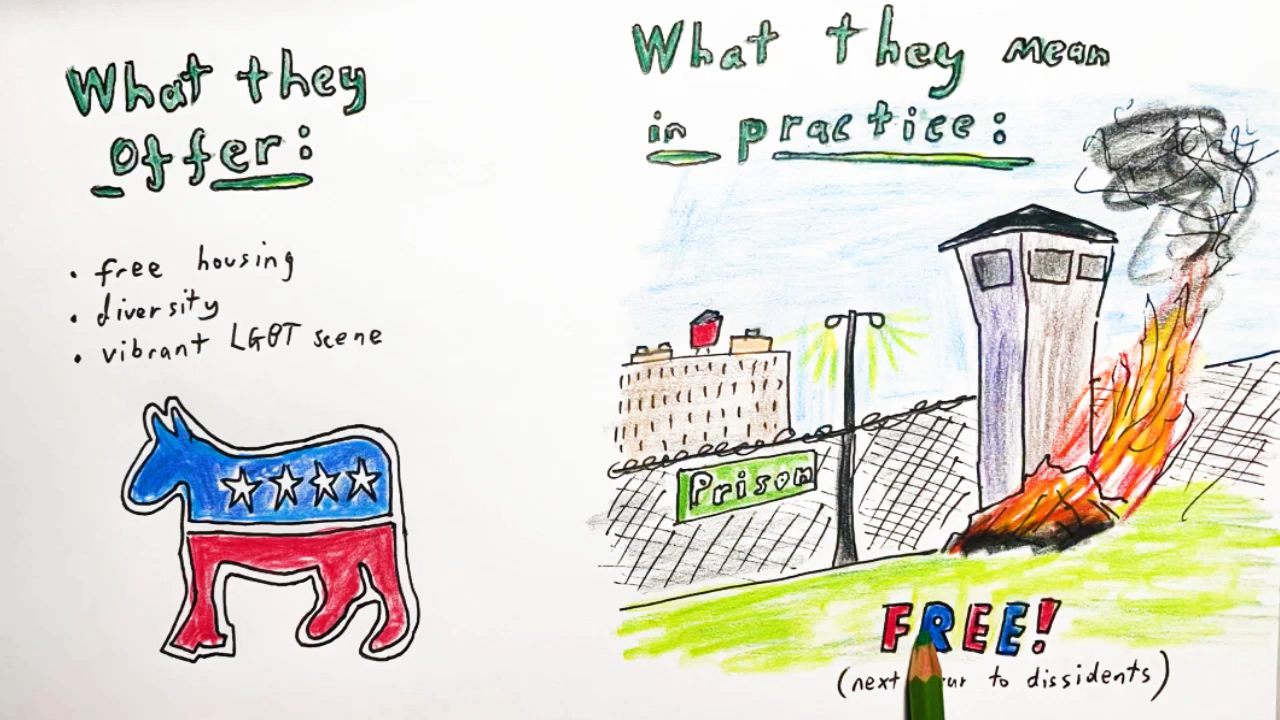 What they
Offer:
• free housing
• diversity
• vibrant LGBT scene
What they mean
in practice:
Prison
FREE!
(next to dissidents)